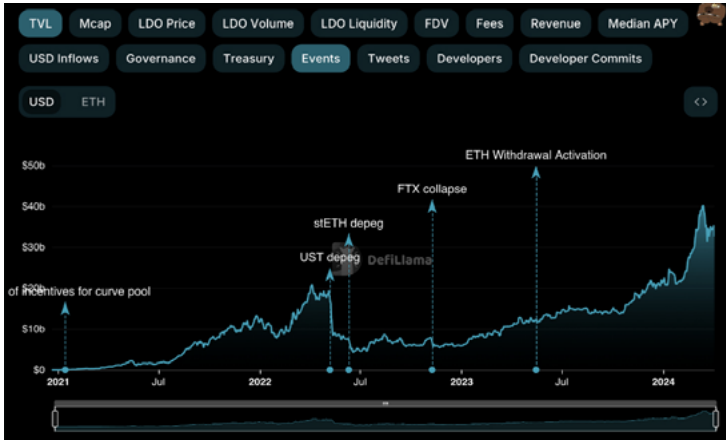 TVL Mcap LDO Price LDO Volume LDO Liquidity FDV Fees Revenue Median APY
USD Inflows Governance Treasury Events Tweets Developers Developer Commits
USD ETH <>
ETH Withdrawal Activation
$50b
FTX collapse
$40b
stETH depeg
$30b
UST depeg
DefiLlama
$20b
of incentives for curve pool
$10b
$0
2021 Jul 2022 Jul 2023 Jul 2024